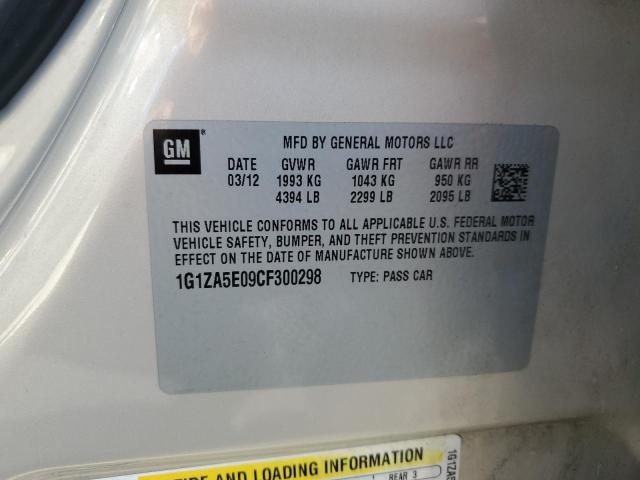 GM
MFD BY GENERAL MOTORS LLC
DATE GVWR GAWR FRT GAWR RR
03/12 1993 KG 1043 KG 950 KG
4394 LB 2299 LB 2095 LB
THIS VEHICLE CONFORMS TO ALL APPLICABLE U.S. FEDERAL MOTOR
VEHICLE SAFETY, BUMPER, AND THEFT PREVENTION STANDARDS IN
EFFECT ON THE DATE OF MANUFACTURE SHOWN ABOVE.
1G1ZA5E09CF300298 TYPE: PASS CAR
AND LOADING INFORMATION
REAR 3
1G1ZA5